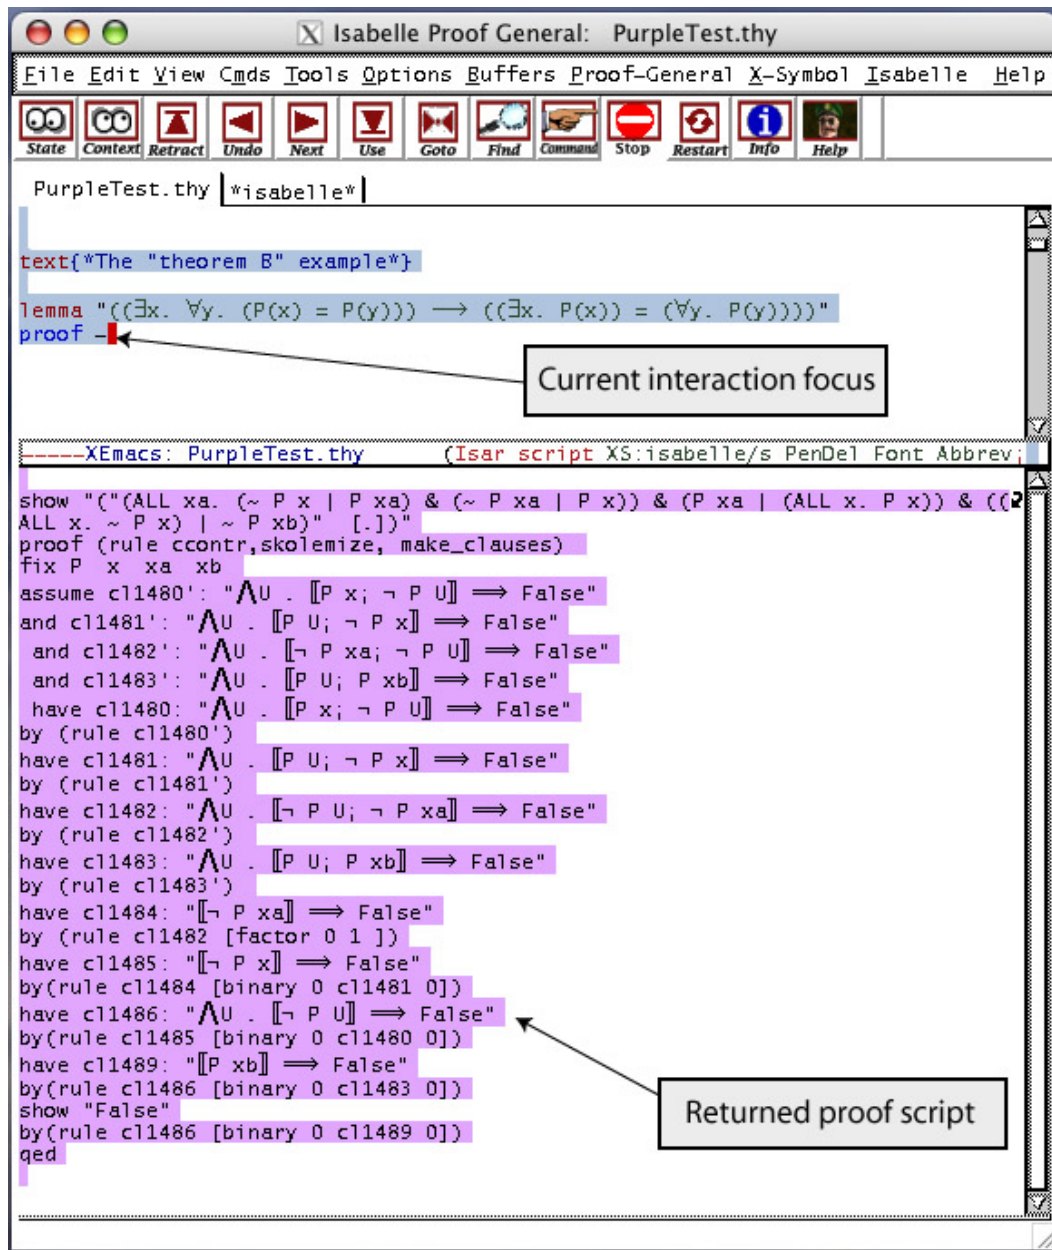 X Isabelle Proof General: PurpleTest.thy
File Edit View Cmds Tools Options Buffers Proof-General X-Symbol Isabelle Help
State Context Retract Undo Next Use Goto Find Command Stop Restart Info Help
PurpleTest.thy *isabelle*
text{*The "theorem B" example*}
lemma "((∃x. ∀y. (P(x) = P(y))) ⟶ ((∃x. P(x)) = (∀y. P(y))))"
proof -
Current interaction focus
-----XEmacs: PurpleTest.thy (Isar script XS:isabelle/s PenDel Font Abbrev;
show "("(ALL xa. (~ P x | P xa) & (~ P xa | P x)) & (P xa | (ALL x. P x)) & ((
ALL x. ~ P x) | ~ P xb)" [.])"
proof (rule ccontr,skolemize, make_clauses)
fix P x xa xb
assume cl1480': "⋀U . ⟦P x; ¬ P U⟧ ⟹ False"
and cl1481': "⋀U . ⟦P U; ¬ P x⟧ ⟹ False"
and cl1482': "⋀U . ⟦¬ P xa; ¬ P U⟧ ⟹ False"
and cl1483': "⋀U . ⟦P U; P xb⟧ ⟹ False"
have cl1480: "⋀U . ⟦P x; ¬ P U⟧ ⟹ False"
by (rule cl1480')
have cl1481: "⋀U . ⟦P U; ¬ P x⟧ ⟹ False"
by (rule cl1481')
have cl1482: "⋀U . ⟦¬ P U; ¬ P xa⟧ ⟹ False"
by (rule cl1482')
have cl1483: "⋀U . ⟦P U; P xb⟧ ⟹ False"
by (rule cl1483')
have cl1484: "⟦¬ P xa⟧ ⟹ False"
by (rule cl1482 [factor 0 1 ])
have cl1485: "⟦¬ P x⟧ ⟹ False"
by(rule cl1484 [binary 0 cl1481 0])
have cl1486: "⋀U . ⟦¬ P U⟧ ⟹ False"
by(rule cl1485 [binary 0 cl1480 0])
have cl1489: "⟦P xb⟧ ⟹ False"
by(rule cl1486 [binary 0 cl1483 0])
show "False"
by(rule cl1486 [binary 0 cl1489 0])
qed
Returned proof script